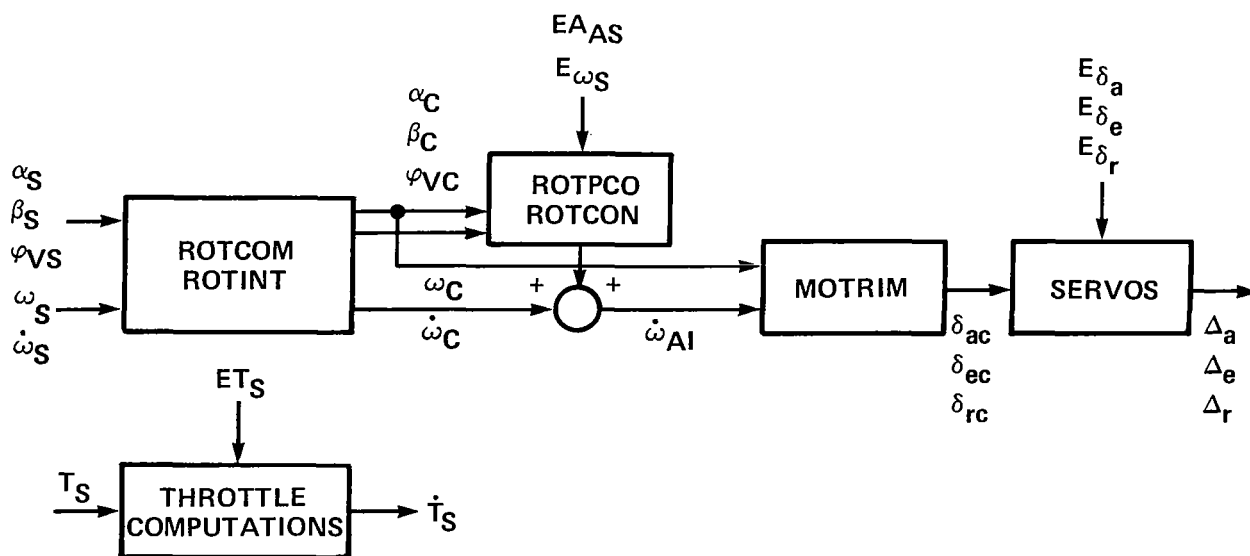 EA_AS
E_ωS
α_C
β_C
φ_VC
E_δa
E_δe
E_δr
α_S
β_S
φ_VS
ω_S
ω̇_S
ROTCOM
ROTINT
ROTPCO
ROTCON
ω_C
ω̇_C
+
+
ω̇_AI
MOTRIM
δ_ac
δ_ec
δ_rc
SERVOS
Δ_a
Δ_e
Δ_r
ET_S
T_S
THROTTLE
COMPUTATIONS
Ṫ_S